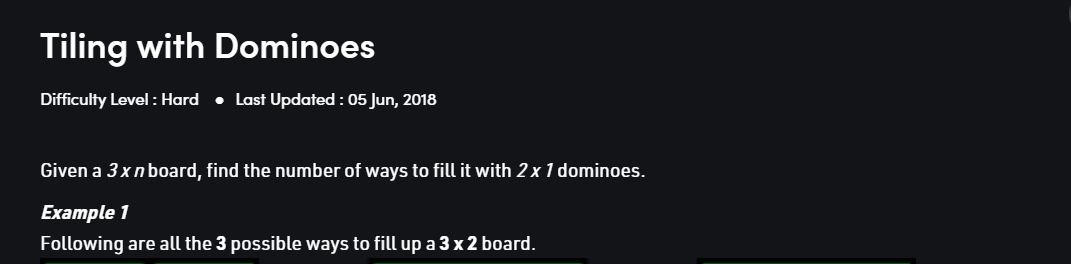 Tiling with Dominoes
Difficulty Level : Hard ● Last Updated : 05 Jun, 2018
Given a 3 x n board, find the number of ways to fill it with 2 x 1 dominoes.
Example 1
Following are all the 3 possible ways to fill up a 3 x 2 board.